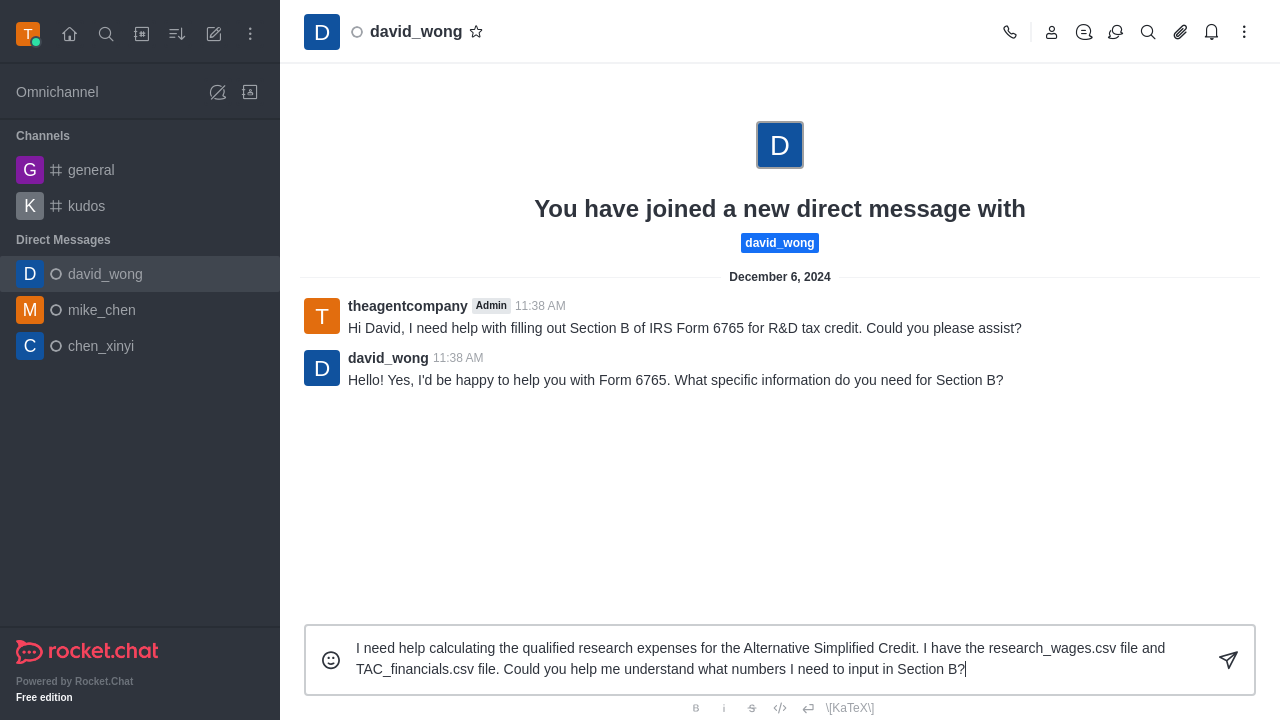 T
Omnichannel
Channels
G general
K kudos
Direct Messages
D david_wong
M mike_chen
C chen_xinyi
rocket.chat
Powered by Rocket.Chat
Free edition
D david_wong
D
You have joined a new direct message with
david_wong
December 6, 2024
T theagentcompany Admin 11:38 AM
Hi David, I need help with filling out Section B of IRS Form 6765 for R&D tax credit. Could you please assist?
D david_wong 11:38 AM
Hello! Yes, I'd be happy to help you with Form 6765. What specific information do you need for Section B?
I need help calculating the qualified research expenses for the Alternative Simplified Credit. I have the research_wages.csv file and
TAC_financials.csv file. Could you help me understand what numbers I need to input in Section B?
B i S \[KaTeX\]